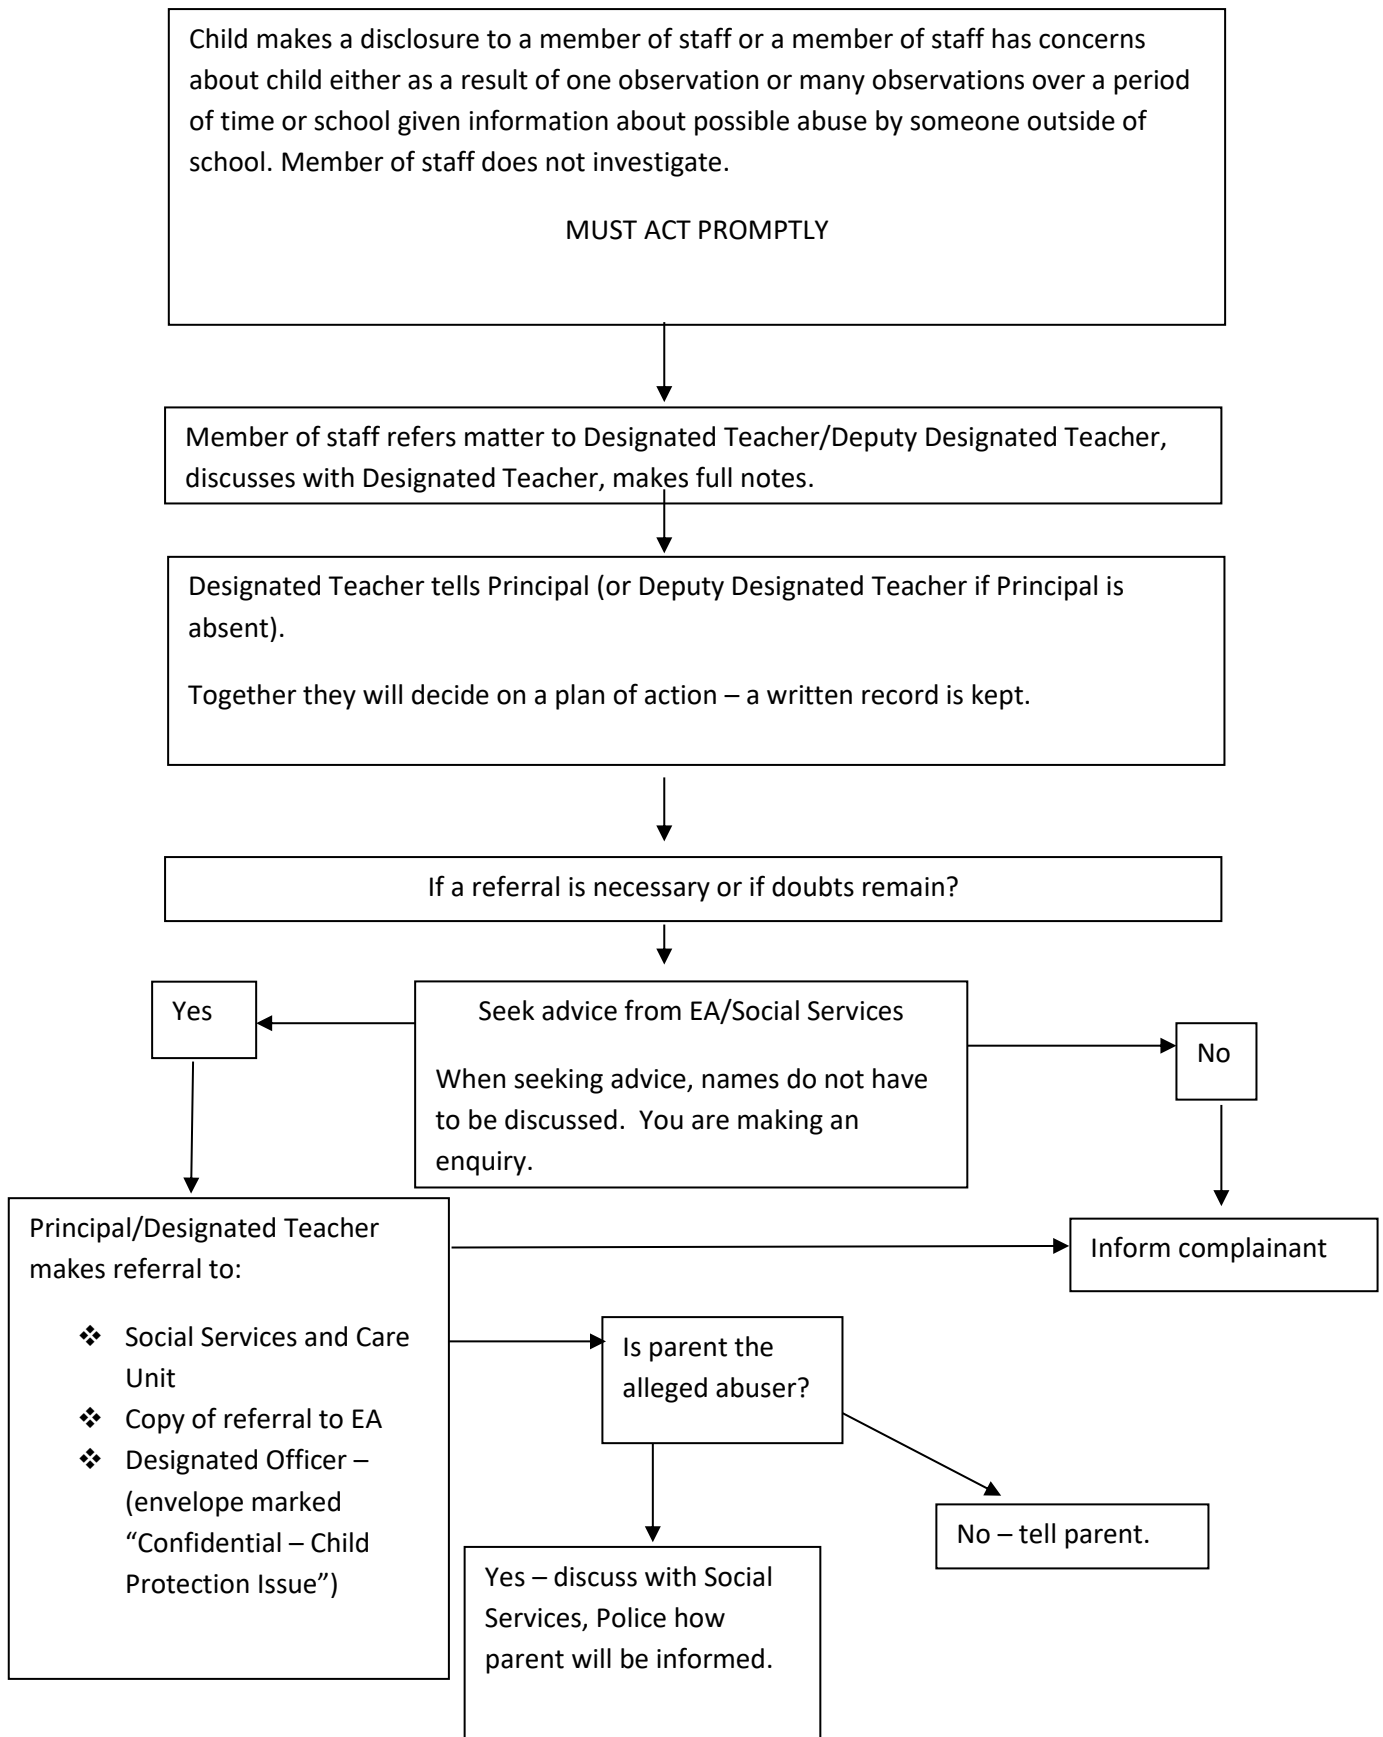 Child makes a disclosure to a member of staff or a member of staff has concerns
about child either as a result of one observation or many observations over a period
of time or school given information about possible abuse by someone outside of
school. Member of staff does not investigate.
MUST ACT PROMPTLY
Member of staff refers matter to Designated Teacher/Deputy Designated Teacher,
discusses with Designated Teacher, makes full notes.
Designated Teacher tells Principal (or Deputy Designated Teacher if Principal is
absent).
Together they will decide on a plan of action – a written record is kept.
If a referral is necessary or if doubts remain?
Yes
Seek advice from EA/Social Services
When seeking advice, names do not have
to be discussed.  You are making an
enquiry.
No
Principal/Designated Teacher
makes referral to:
❖ Social Services and Care
Unit
❖ Copy of referral to EA
❖ Designated Officer –
(envelope marked
“Confidential – Child
Protection Issue”)
Inform complainant
Is parent the
alleged abuser?
No – tell parent.
Yes – discuss with Social
Services, Police how
parent will be informed.